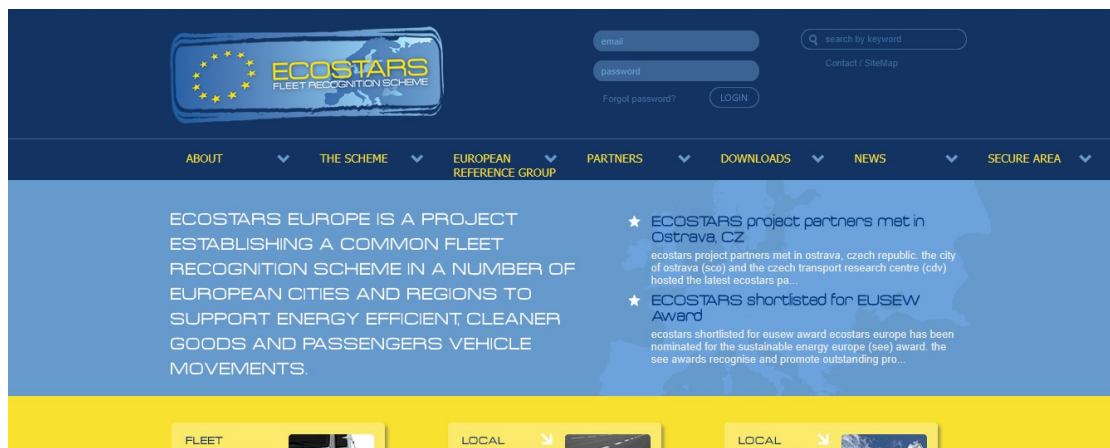 ECOSTARS
FLEET RECOGNITION SCHEME
email
password
Forgot password?
LOGIN
search by keyword
Contact / SiteMap
ABOUT
THE SCHEME
EUROPEAN
REFERENCE GROUP
PARTNERS
DOWNLOADS
NEWS
SECURE AREA
ECOSTARS EUROPE IS A PROJECT
ESTABLISHING A COMMON FLEET
RECOGNITION SCHEME IN A NUMBER OF
EUROPEAN CITIES AND REGIONS TO
SUPPORT ENERGY EFFICIENT, CLEANER
GOODS AND PASSENGERS VEHICLE
MOVEMENTS.
ECOSTARS project partners met in
Ostrava, CZ
ecostars project partners met in ostrava, czech republic. the city
of ostrava (sco) and the czech transport research centre (cdv)
hosted the latest ecostars pa...
ECOSTARS shortlisted for EUSEW
Award
ecostars shortlisted for eusew award ecostars europe has been
nominated for the sustainable energy europe (see) award. the
see awards recognise and promote outstanding pro...
FLEET
LOCAL
LOCAL